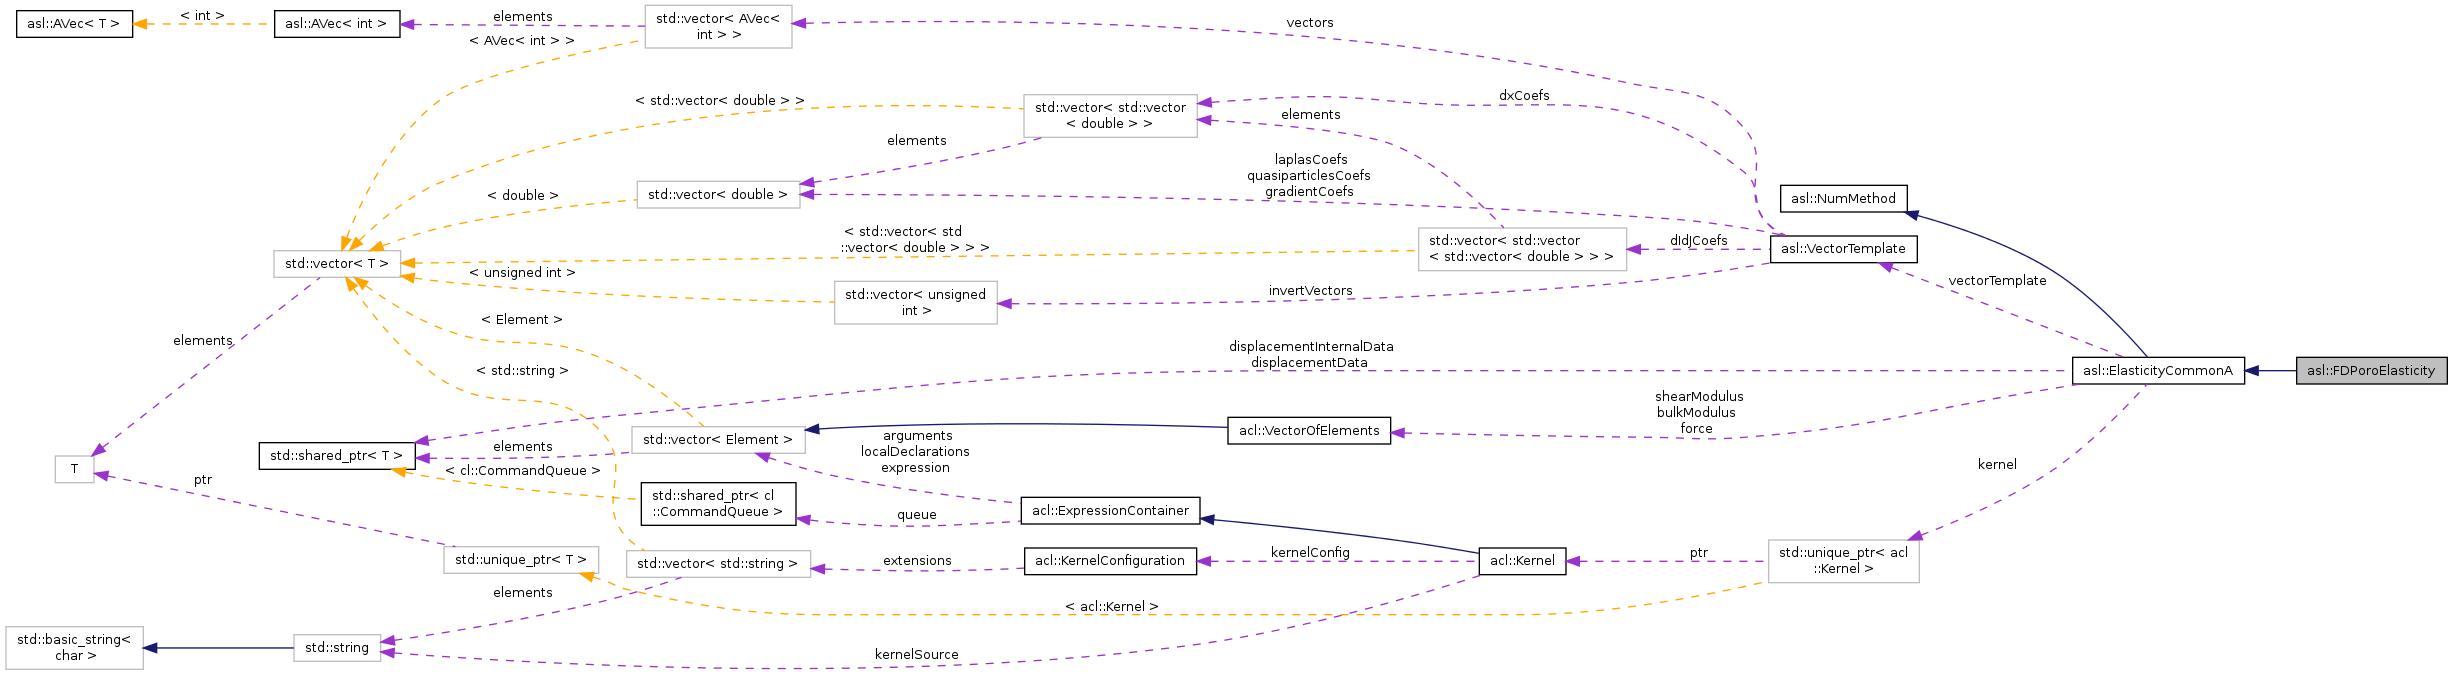 asl::AVec< T >
< int >
asl::AVec< int >
elements
< AVec< int > >
std::vector< AVec<
int > >
vectors
< std::vector< double > >
std::vector< std::vector
< double > >
dxCoefs
elements
elements
laplasCoefs
quasiparticlesCoefs
gradientCoefs
< double >
std::vector< double >
asl::NumMethod
< std::vector< std
::vector< double > > >
std::vector< std::vector
< std::vector< double > > >
dIdJCoefs
asl::VectorTemplate
std::vector< T >
< unsigned int >
std::vector< unsigned
int >
invertVectors
vectorTemplate
< Element >
elements
< std::string >
displacementInternalData
displacementData
asl::ElasticityCommonA
asl::FDPoroElasticity
shearModulus
bulkModulus
force
std::vector< Element >
acl::VectorOfElements
arguments
localDeclarations
expression
elements
std::shared_ptr< T >
< cl::CommandQueue >
T
ptr
kernel
std::shared_ptr< cl
::CommandQueue >
queue
acl::ExpressionContainer
std::unique_ptr< T >
std::vector< std::string >
extensions
acl::KernelConfiguration
kernelConfig
acl::Kernel
ptr
std::unique_ptr< acl
::Kernel >
elements
< acl::Kernel >
std::basic_string<
char >
std::string
kernelSource